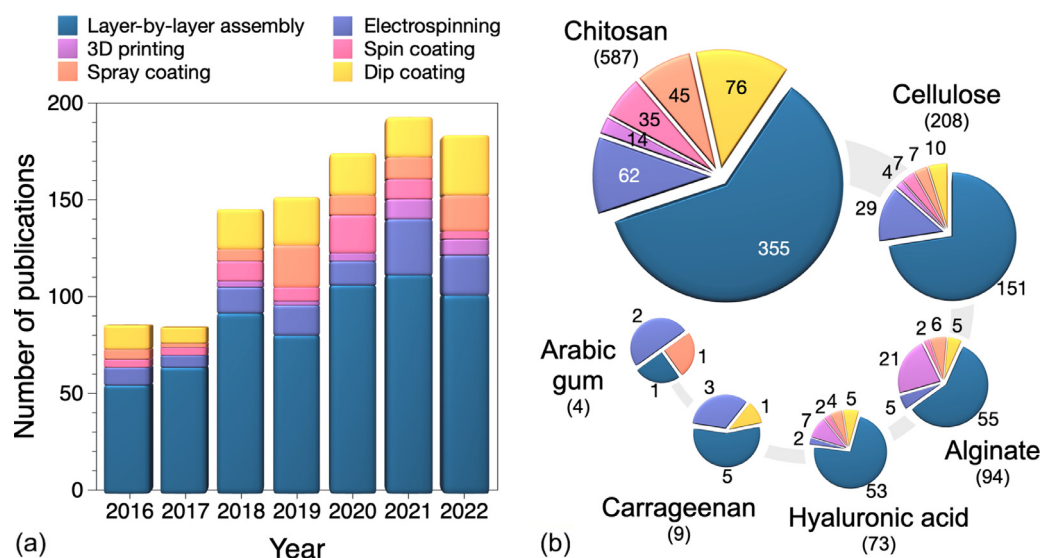 Layer-by-layer assembly
Electrospinning
3D printing
Spin coating
Spray coating
Dip coating
Number of publications
200
150
100
50
0
2016 2017 2018 2019 2020 2021 2022
Year
(a)
Chitosan
(587)
355
62
14
35
45
76
Cellulose
(208)
151
29
4
7
7
10
Alginate
(94)
55
5
21
2
6
5
Hyaluronic acid
(73)
53
2
7
2
4
5
Carrageenan
(9)
5
3
1
Arabic
gum
(4)
1
2
1
(b)